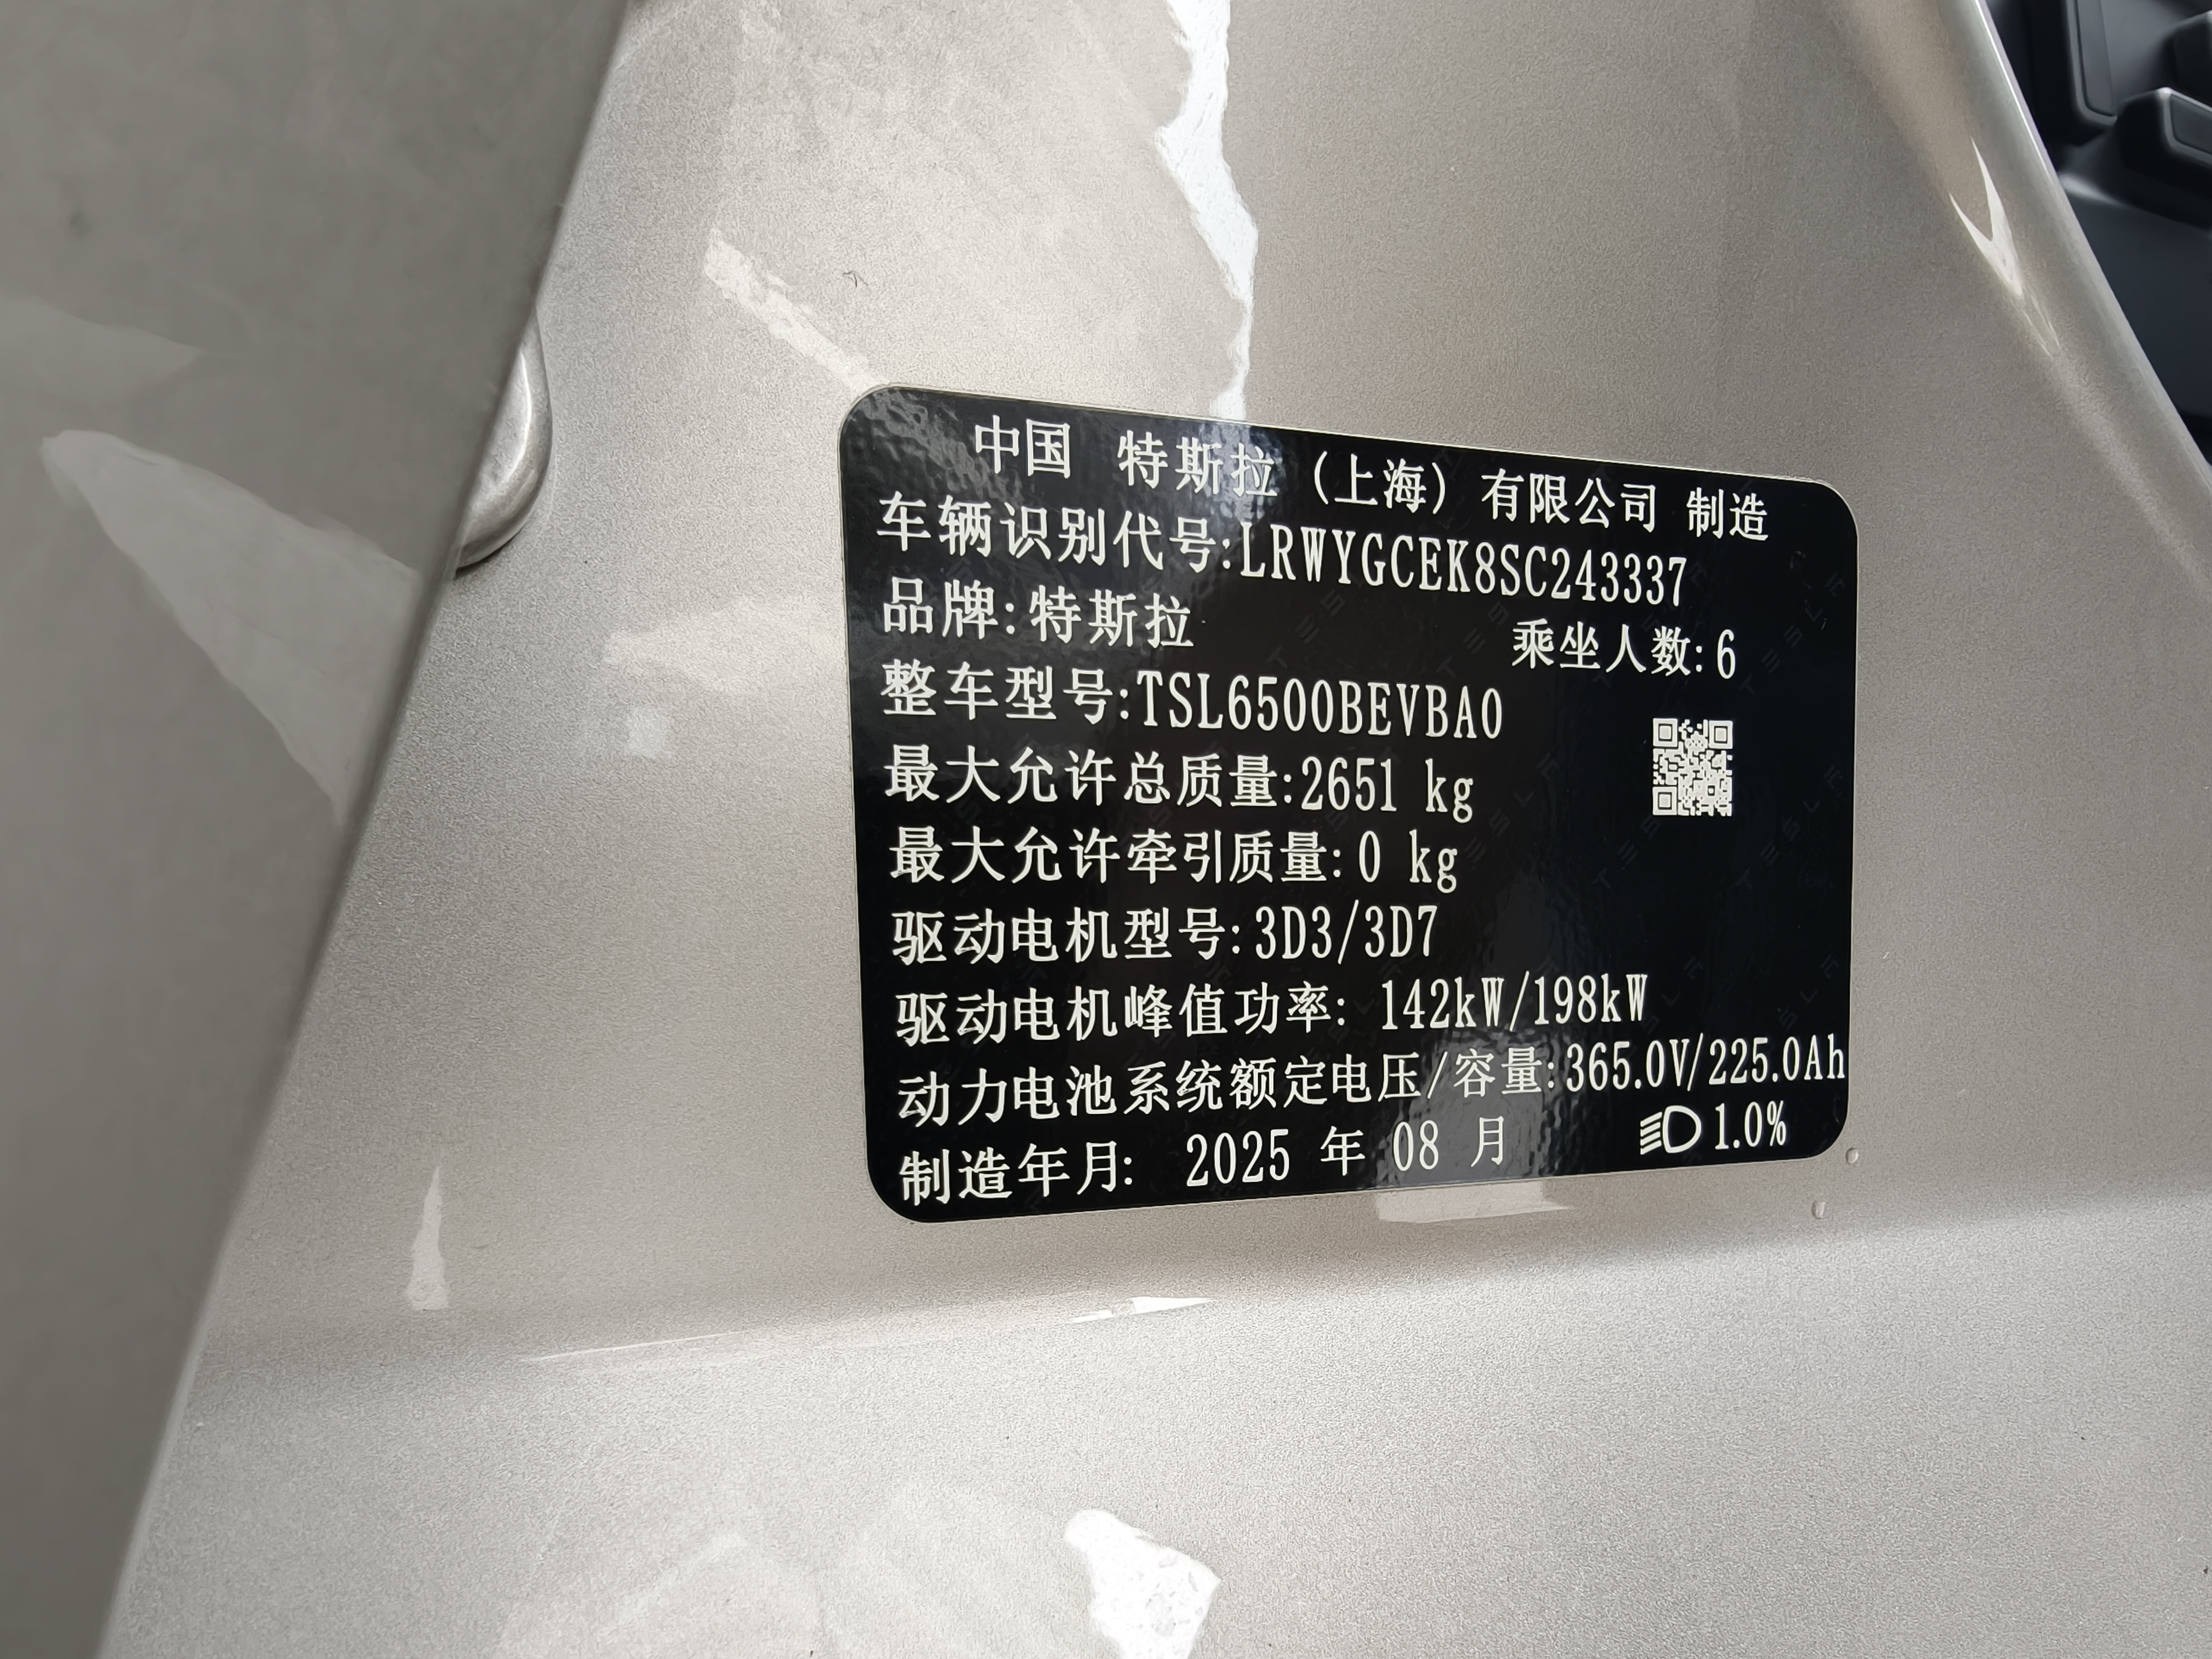 中国 特斯拉 (上海) 有限公司 制造
车辆识别代号:LRWYGCEK8SC243337
品牌:特斯拉 乘坐人数:6
整车型号:TSL6500BEVBA0
最大允许总质量:2651 kg
最大允许牵引质量:0 kg
驱动电机型号:3D3/3D7
驱动电机峰值功率: 142kW/198kW
动力电池系统额定电压/容量:365.0V/225.0Ah
制造年月: 2025 年 08 月 1.0%